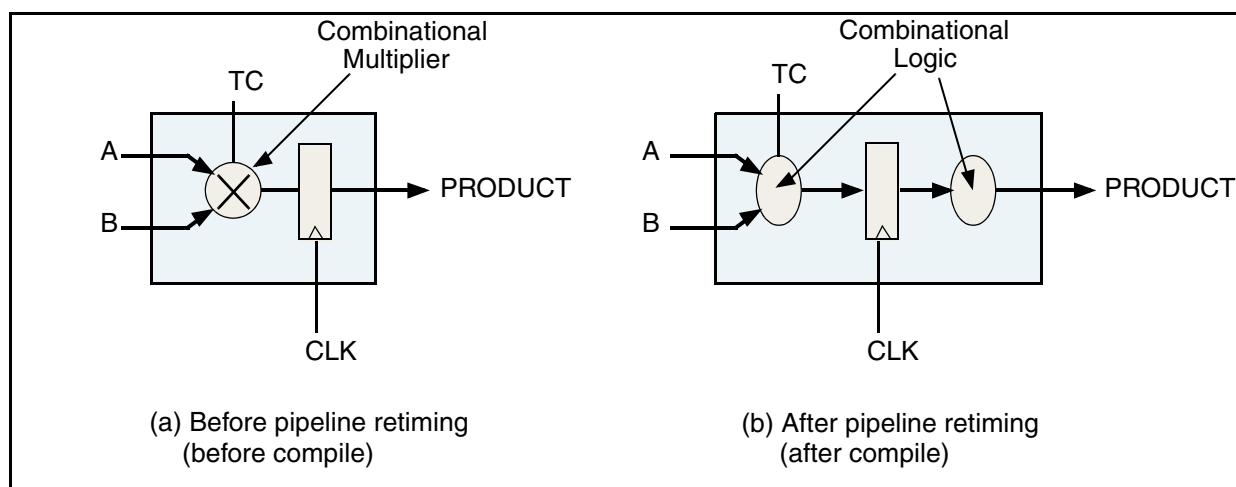 Combinational
Multiplier
TC
A
B
PRODUCT
CLK
(a) Before pipeline retiming
(before compile)
Combinational
Logic
TC
A
B
PRODUCT
CLK
(b) After pipeline retiming
(after compile)